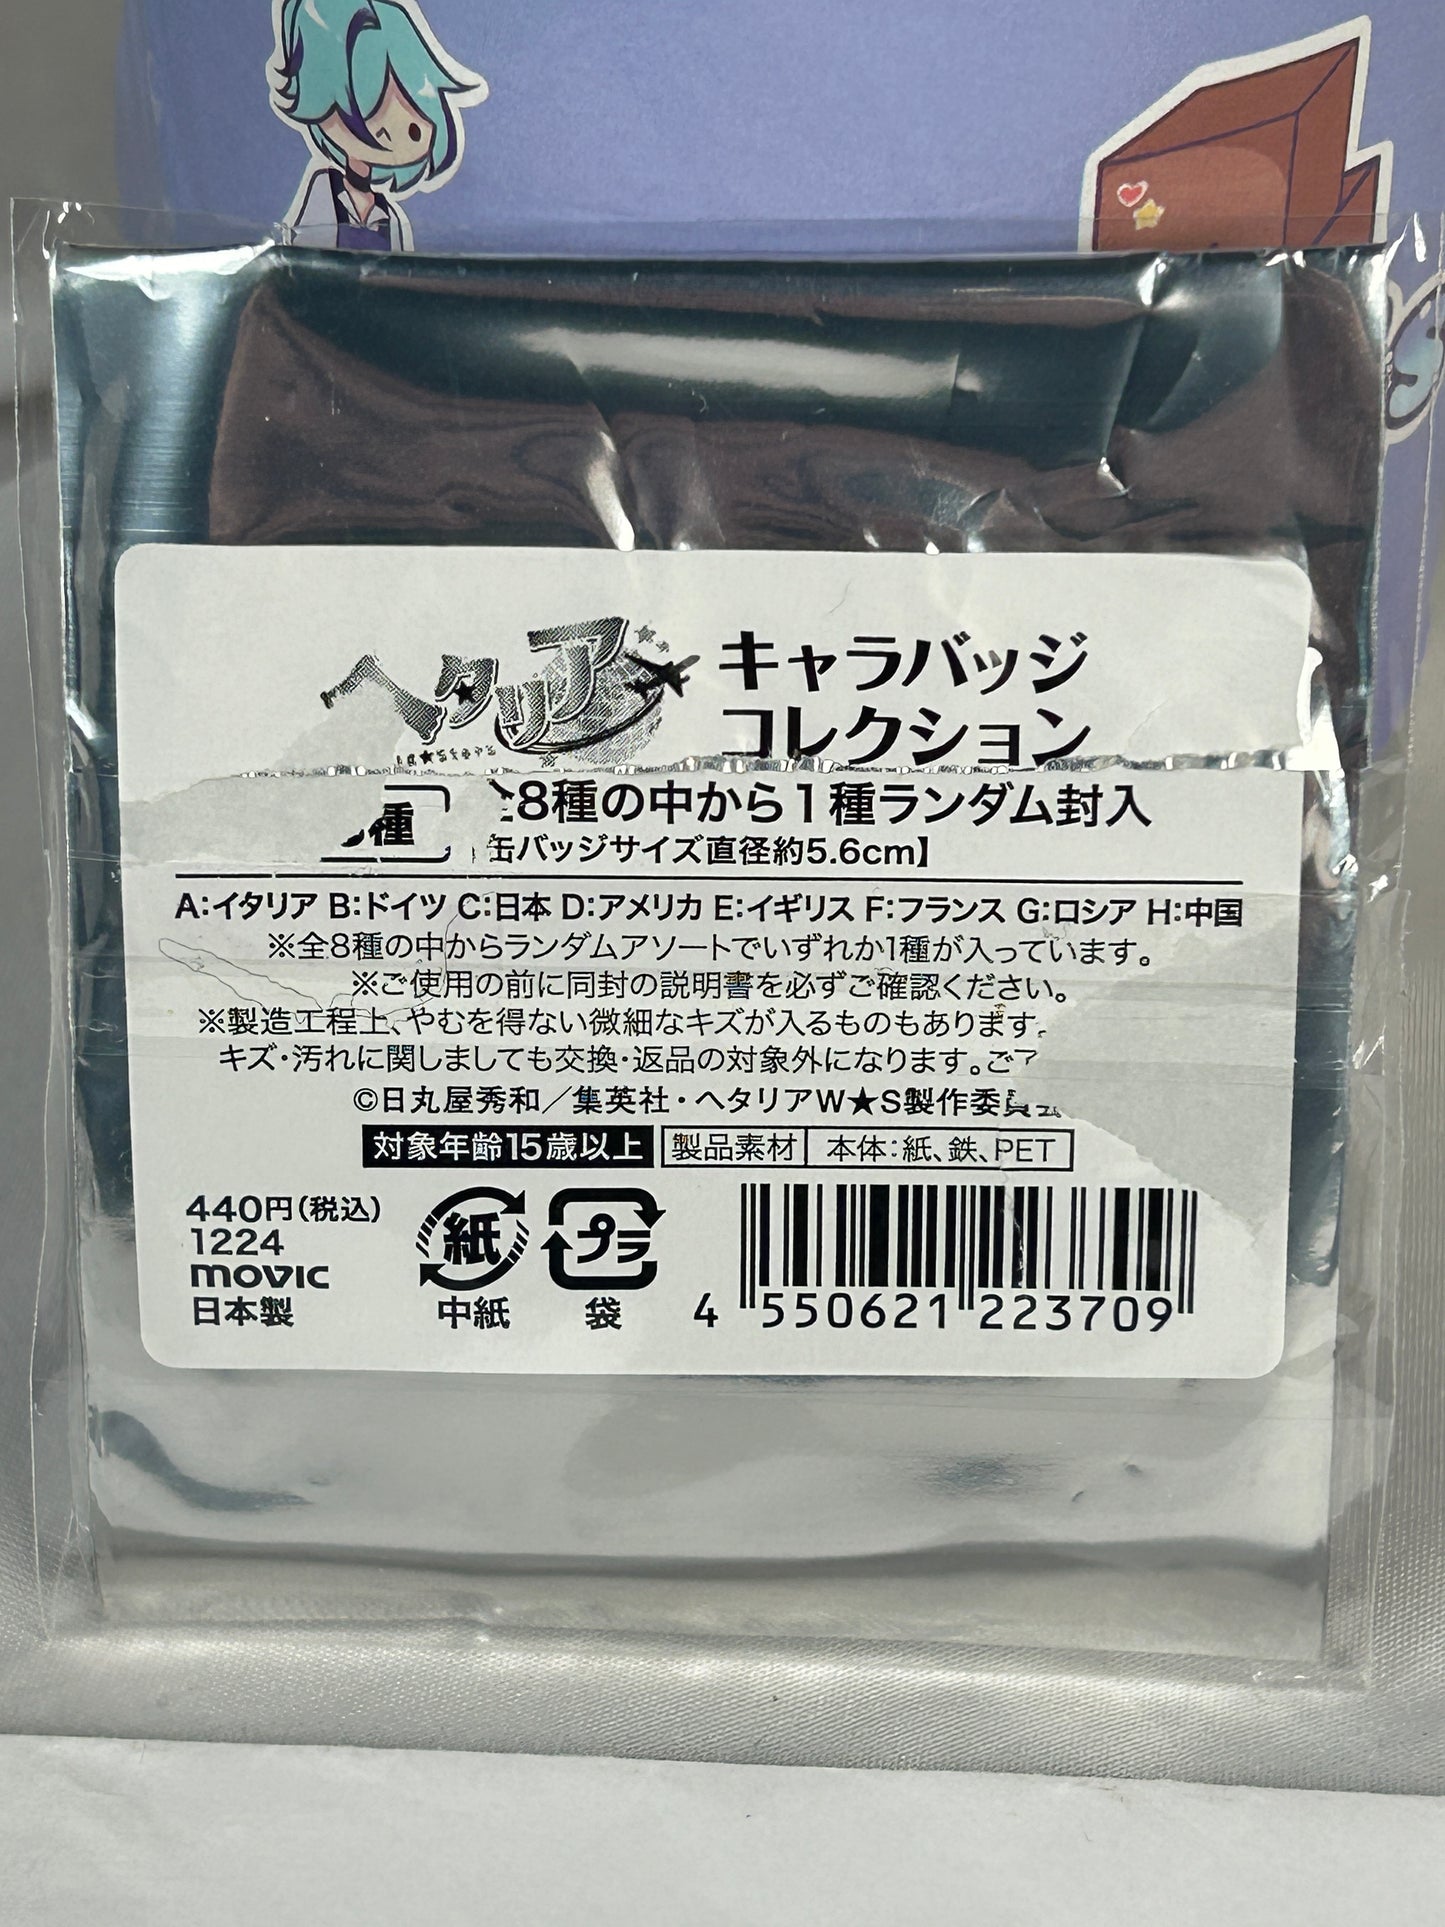 ヘタリア キャラバッジ
コレクション
種 8種の中から1種ランダム封入
缶バッジサイズ直径約5.6cm】
A:イタリア B:ドイツ C:日本 D:アメリカ E:イギリス F:フランス G:ロシア H:中国
※全8種の中からランダムアソートでいずれか1種が入っています。
※ご使用の前に同封の説明書を必ずご確認ください。
※製造工程上、やむを得ない微細なキズが入るものもあります。
キズ・汚れに関しましても交換・返品の対象外になります。ご
©日丸屋秀和／集英社・ヘタリアW★S製作委員会
対象年齢15歳以上 製品素材 本体:紙、鉄、PET
440円(税込)
1224
movic
日本製
紙
中紙
プラ
袋
4 550621 223709